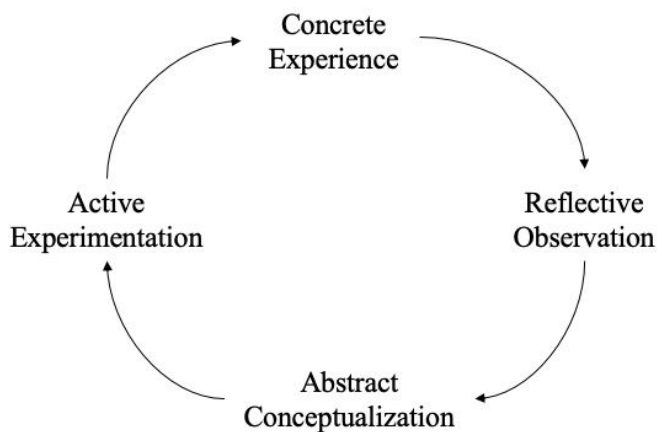 Concrete
Experience
Active
Experimentation
Reflective
Observation
Abstract
Conceptualization